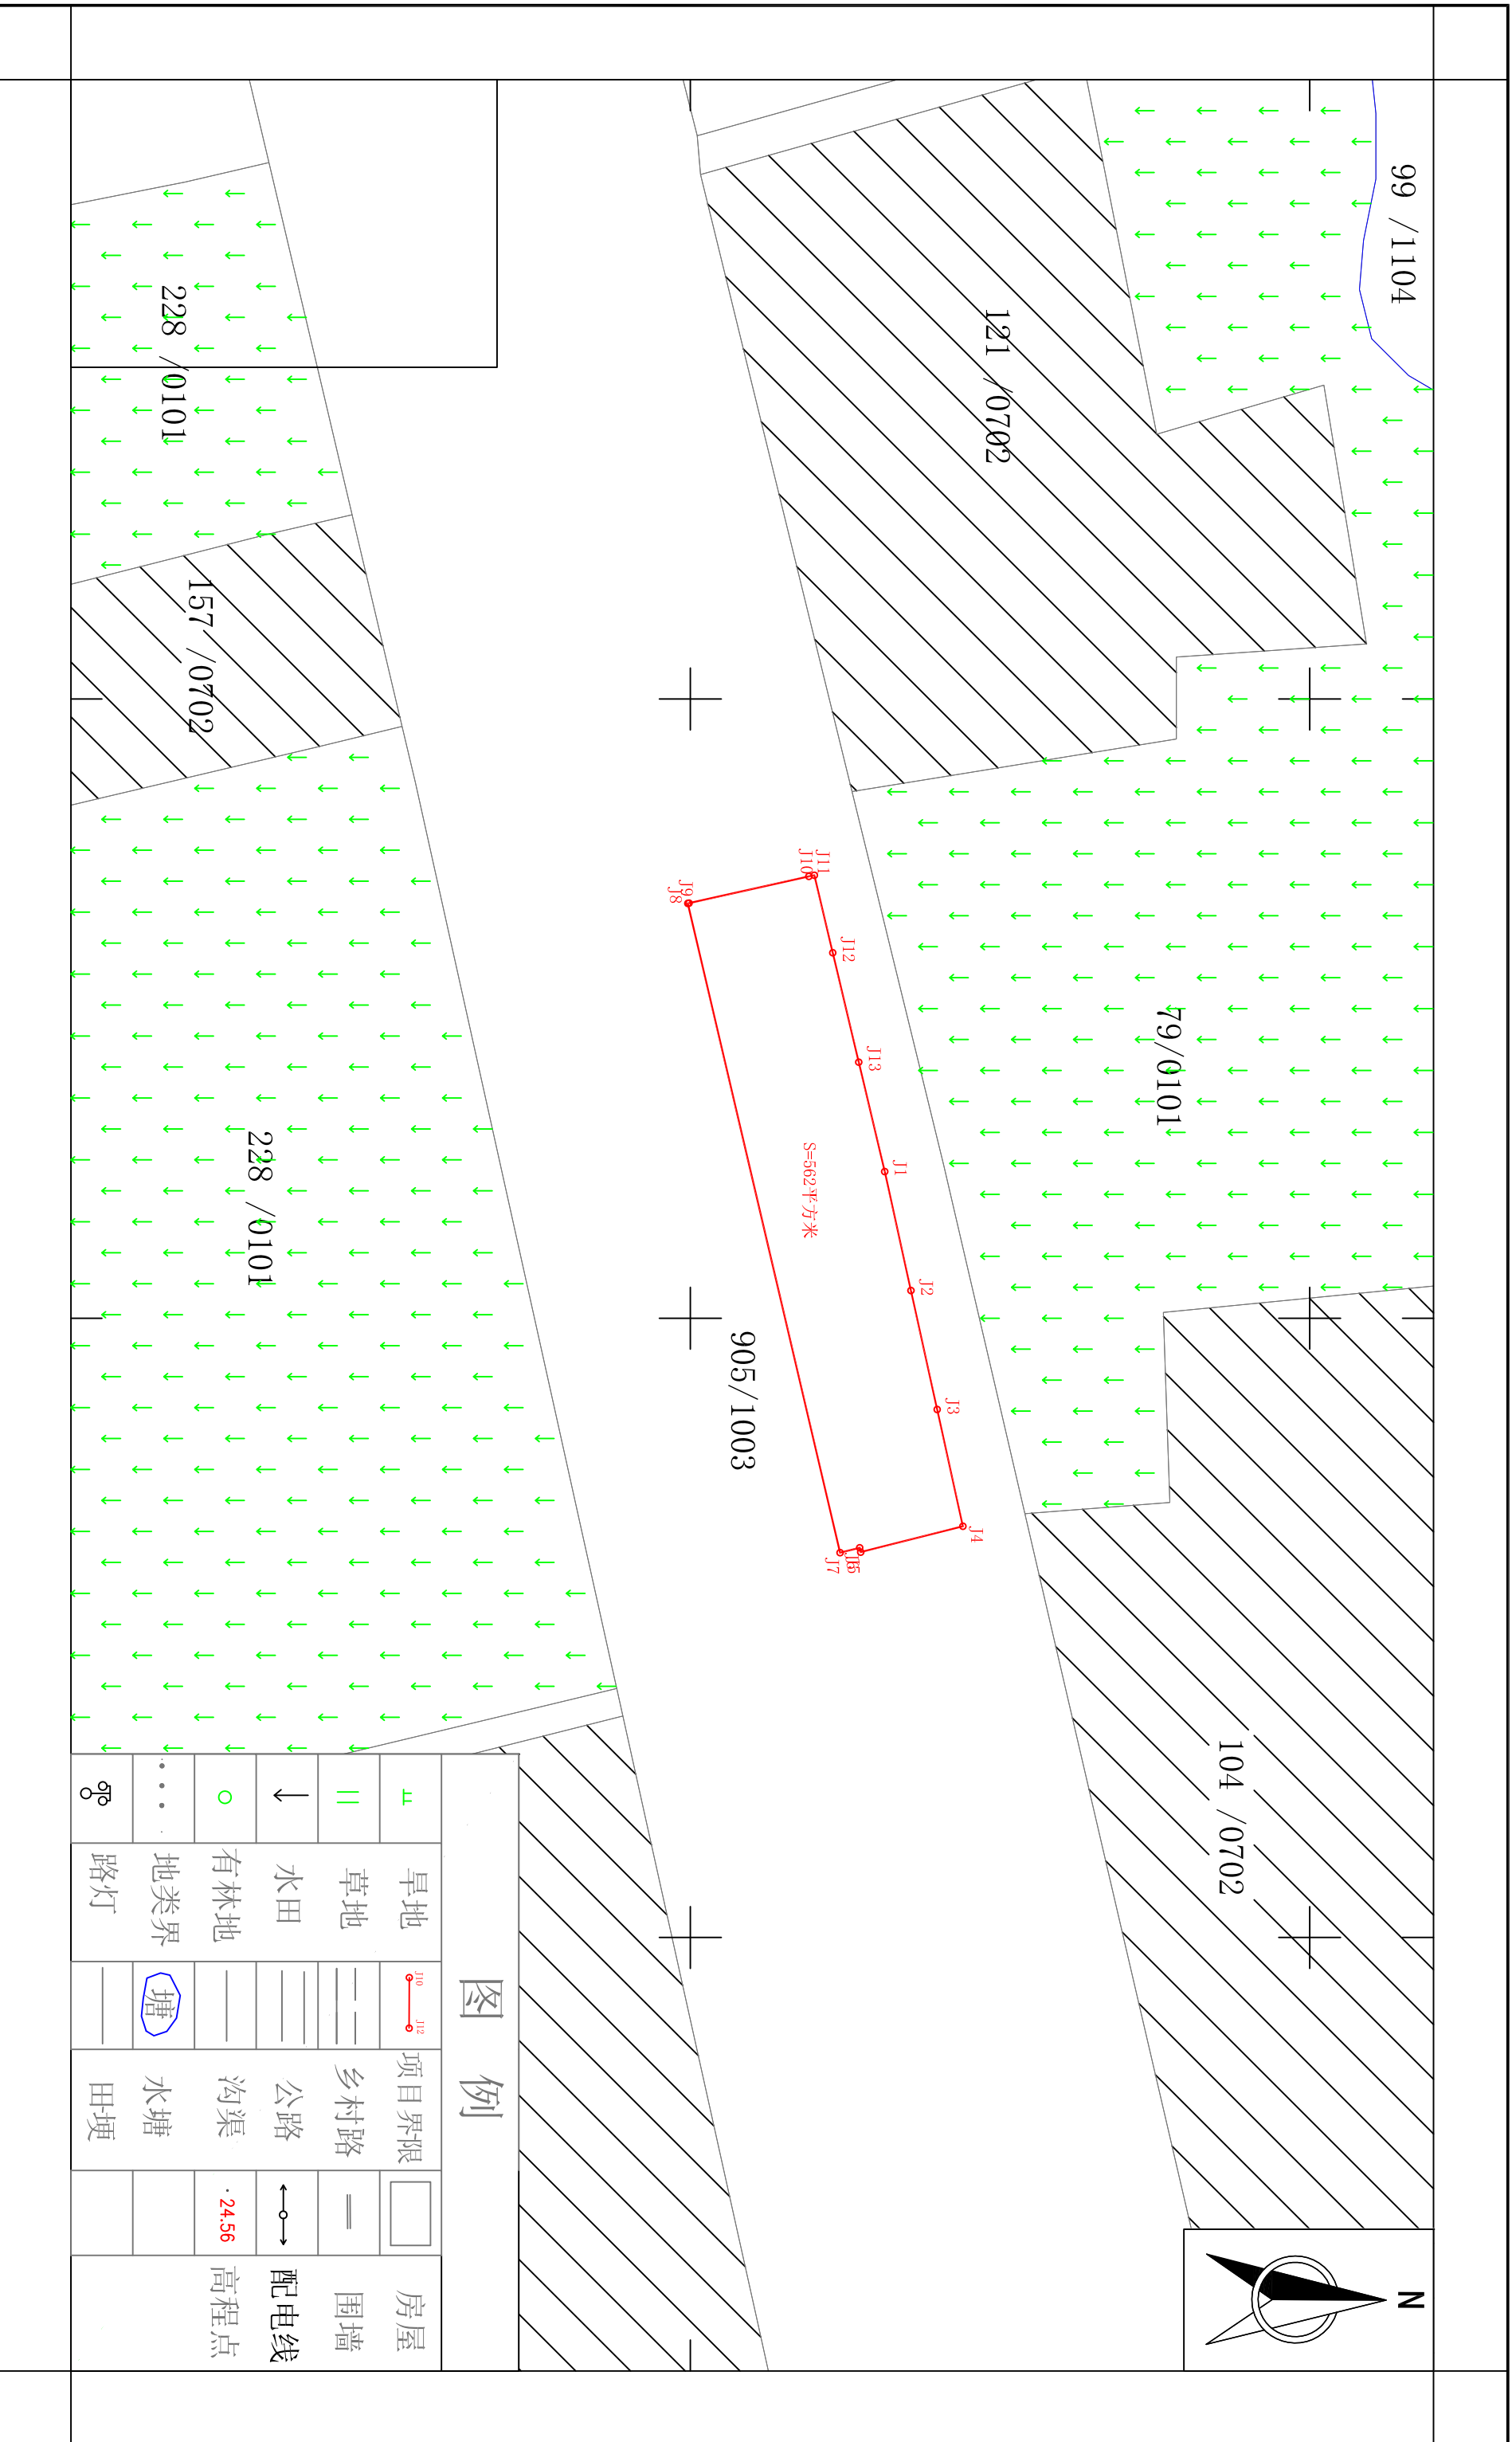 99 /1104
121 /0702
79/0101
104 /0702
N
228 /0101
157 /0702
228 /0101
905/1003
S=562平方米
J11
J10
J9
J8
J12
J13
J1
J2
J3
J4
J7
图 例
旱地
J10
J12
项目界限
房屋
草地
乡村路
围墙
水田
公路
配电线
有林地
沟渠
24.56
高程点
地类界
塘
水塘
路灯
田埂